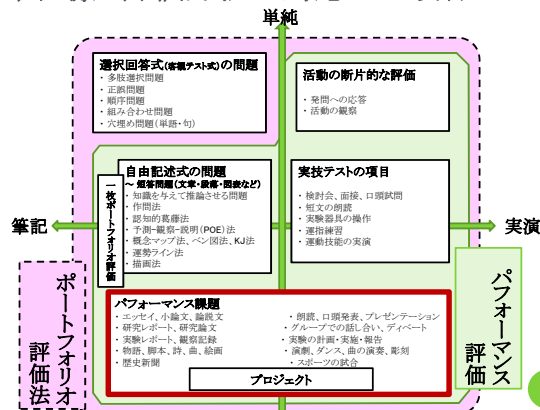 単純
選択回答式(客観テスト式)の問題
・多肢選択問題
・正誤問題
・順序問題
・組み合わせ問題
・穴埋め問題(単語・句)
活動の断片的な評価
・発問への応答
・活動の観察
自由記述式の問題
～ 短答問題(文章・段落・図表など)
・知識を与えて推論させる問題
・作問法
・認知的葛藤法
・予測−観察−説明(POE)法
・概念マップ法、ベン図法、KJ法
・運勢ライン法
・描画法
一枚ポートフォリオ評価
実技テストの項目
・検討会、面接、口頭試問
・短文の朗読
・実験器具の操作
・運指練習
・運動技能の実演
筆記
実演
ポートフォリオ評価法
パフォーマンス評価
パフォーマンス課題
・エッセイ、小論文、論説文
・研究レポート、研究論文
・実験レポート、観察記録
・物語、脚本、詩、曲、絵画
・歴史新聞
・朗読、口頭発表、プレゼンテーション
・グループでの話し合い、ディベート
・実験の計画・実施・報告
・演劇、ダンス、曲の演奏、彫刻
・スポーツの試合
プロジェクト